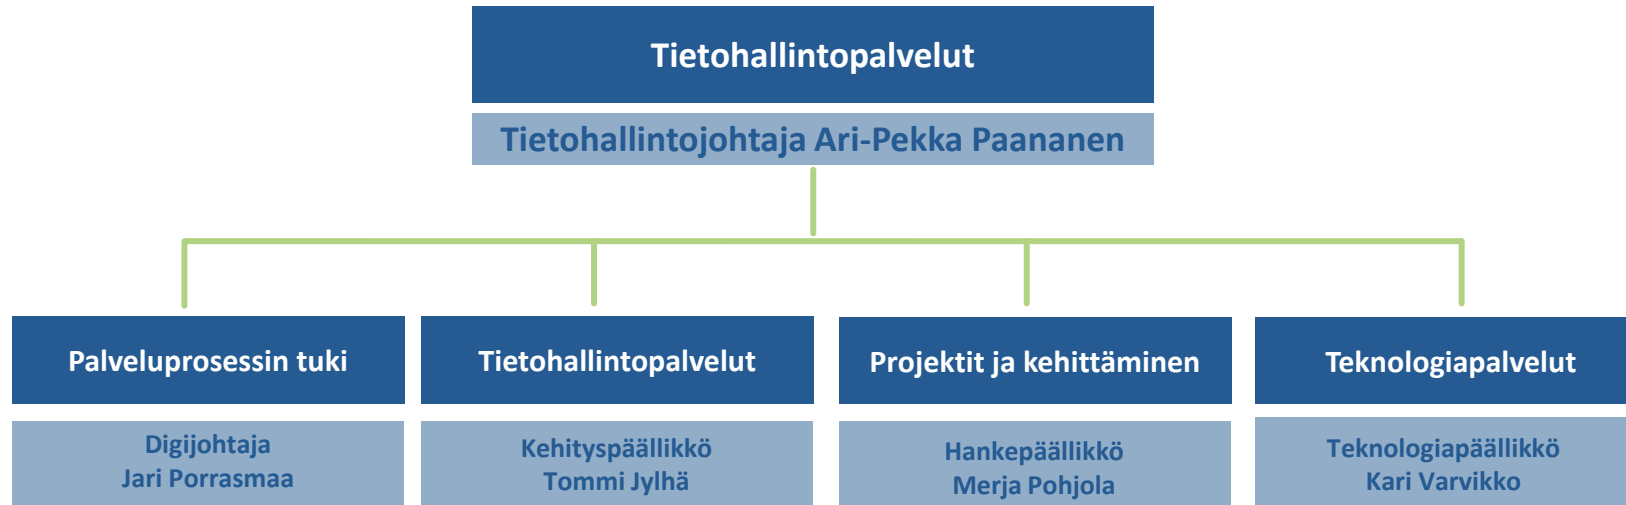 Tietohallintopalvelut
Tietohallintojohtaja Ari-Pekka Paananen
Palveluprosessin tuki
Digijohtaja
Jari Porrasmaa
Tietohallintopalvelut
Kehityspäällikkö
Tommi Jylhä
Projektit ja kehittäminen
Hankepäällikkö
Merja Pohjola
Teknologiapalvelut
Teknologiapäällikkö
Kari Varvikko